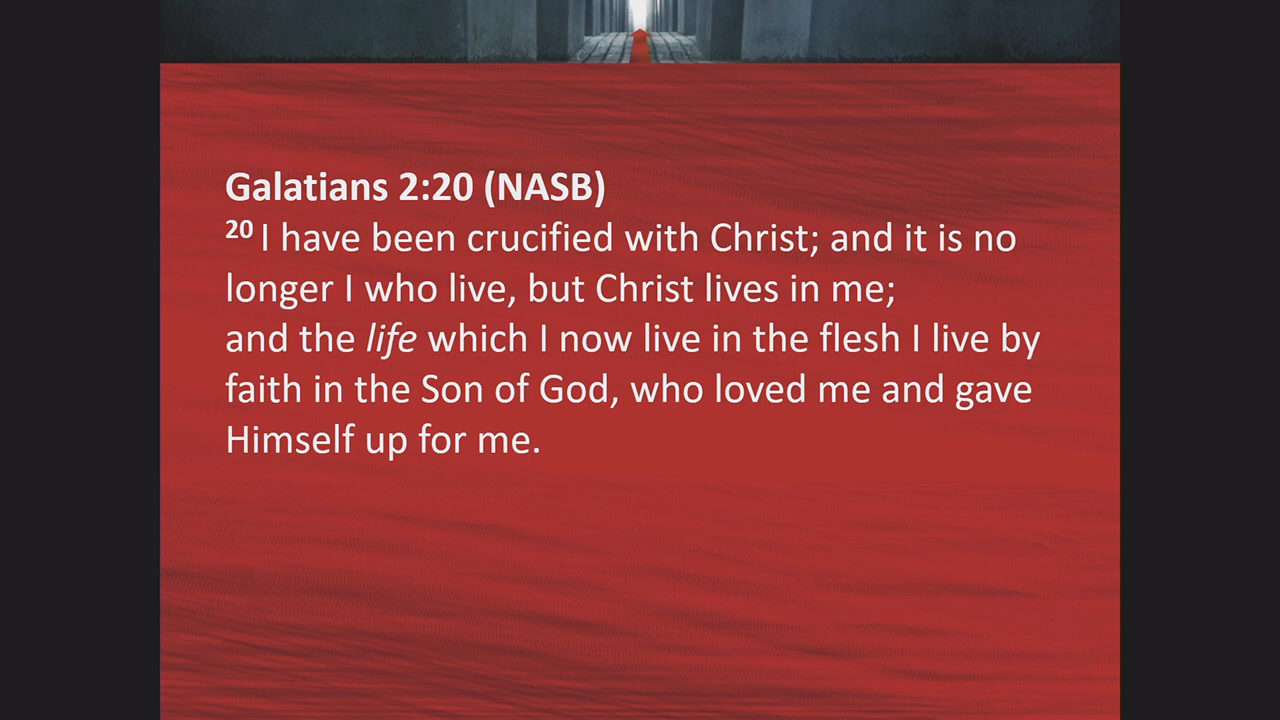 Galatians 2:20 (NASB)
20 I have been crucified with Christ; and it is no
longer I who live, but Christ lives in me;
and the life which I now live in the flesh I live by
faith in the Son of God, who loved me and gave
Himself up for me.